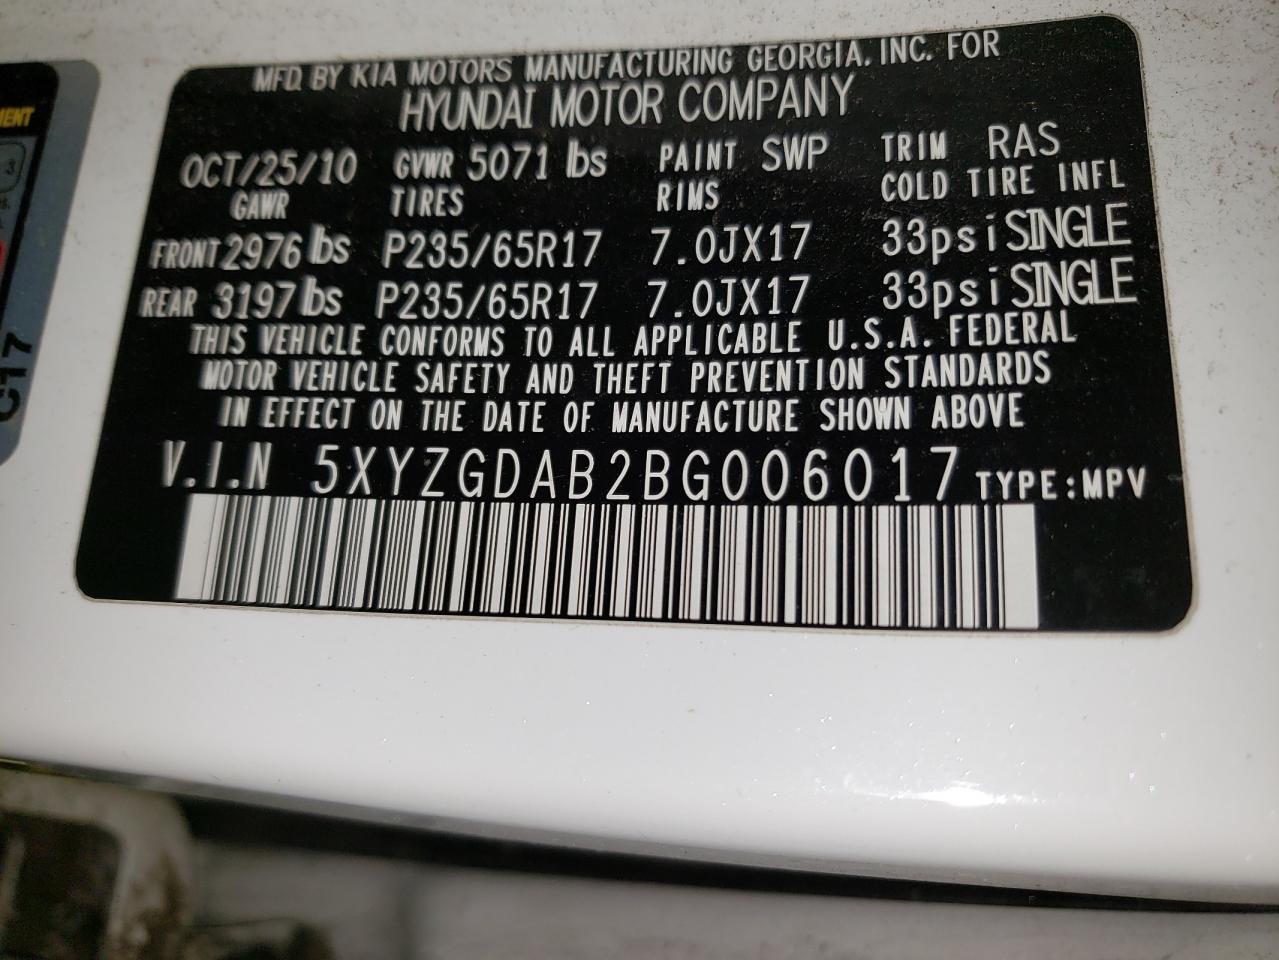 MFD. BY KIA MOTORS MANUFACTURING GEORGIA, INC. FOR
HYUNDAI MOTOR COMPANY
OCT/25/10 GVWR 5071 lbs PAINT SWP TRIM RAS
GAWR TIRES RIMS COLD TIRE INFL
FRONT 2976 lbs P235/65R17 7.0JX17 33psi SINGLE
REAR 3197 lbs P235/65R17 7.0JX17 33psi SINGLE
THIS VEHICLE CONFORMS TO ALL APPLICABLE U.S.A. FEDERAL
MOTOR VEHICLE SAFETY AND THEFT PREVENTION STANDARDS
IN EFFECT ON THE DATE OF MANUFACTURE SHOWN ABOVE
V.I.N 5XYZGDAB2BG006017 TYPE:MPV